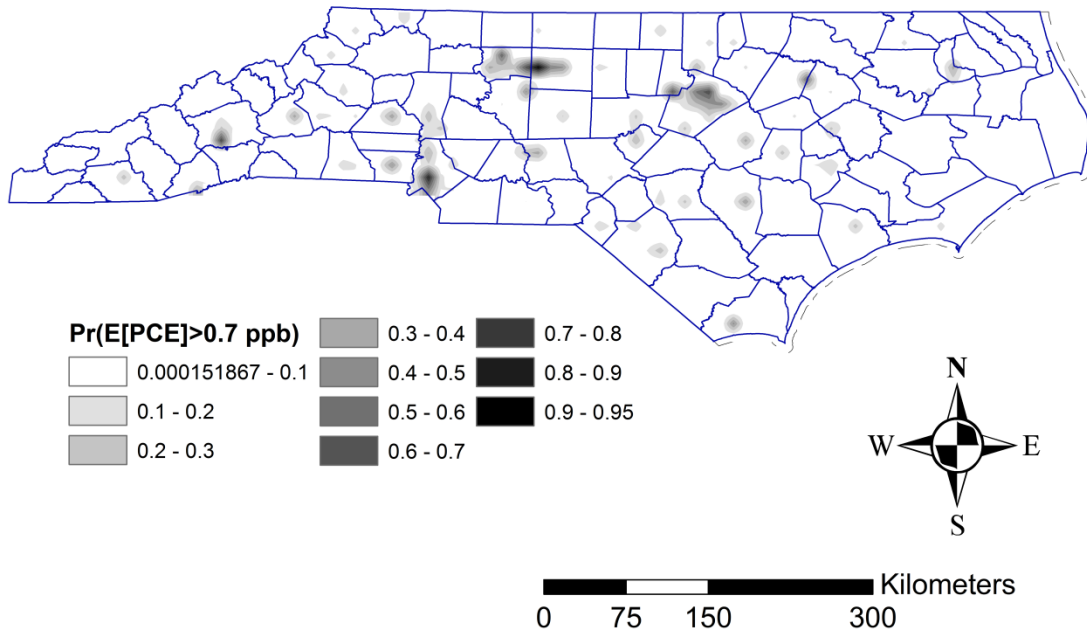 Pr(E[PCE]>0.7 ppb)
0.000151867 - 0.1
0.1 - 0.2
0.2 - 0.3
0.3 - 0.4
0.4 - 0.5
0.5 - 0.6
0.6 - 0.7
0.7 - 0.8
0.8 - 0.9
0.9 - 0.95
N
W E
S
Kilometers
0 75 150 300